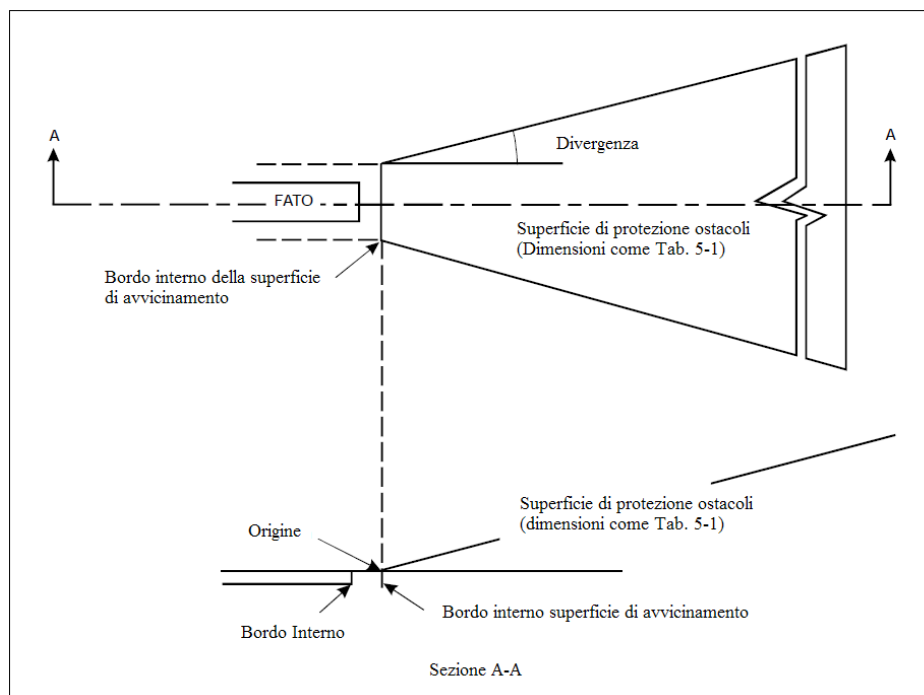 A
A
Divergenza
FATO
Superficie di protezione ostacoli
(Dimensioni come Tab. 5-1)
Bordo interno della superficie
di avvicinamento
Superficie di protezione ostacoli
(dimensioni come Tab. 5-1)
Origine
Bordo interno superficie di avvicinamento
Bordo Interno
Sezione A-A